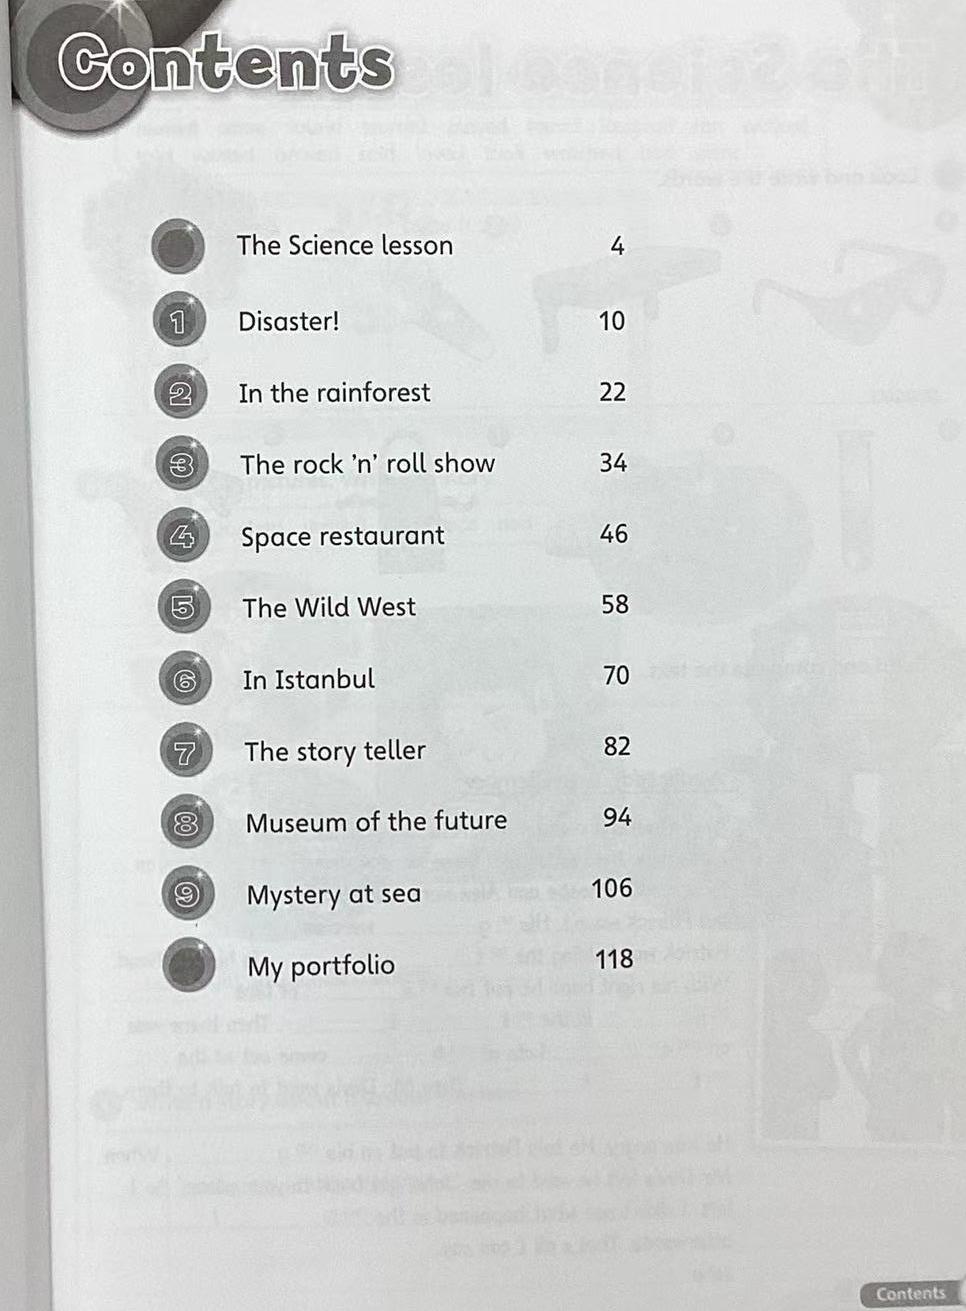 Contents
The Science lesson 4
1 Disaster! 10
2 In the rainforest 22
3 The rock 'n' roll show 34
4 Space restaurant 46
5 The Wild West 58
6 In Istanbul 70
7 The story teller 82
8 Museum of the future 94
9 Mystery at sea 106
My portfolio 118
Contents